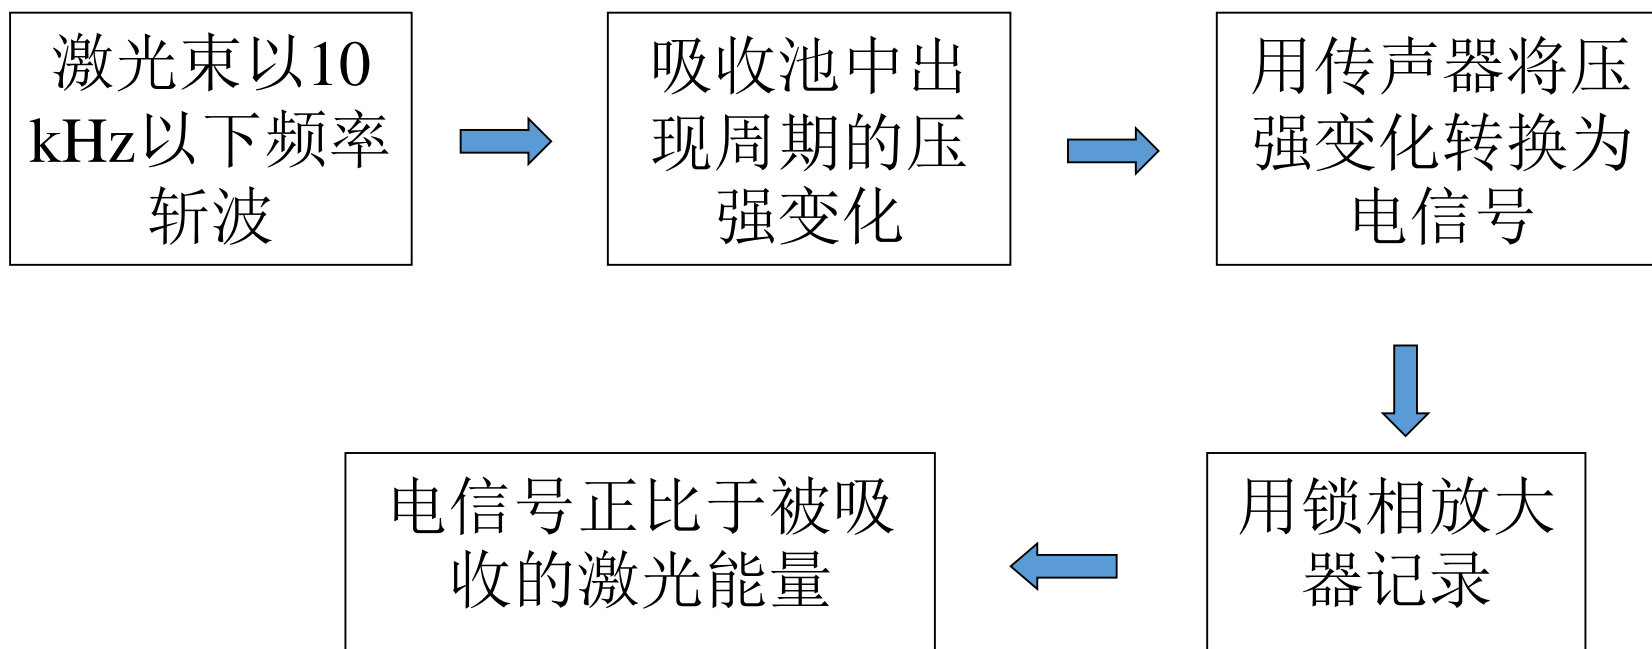 激光束以10
kHz以下频率
斩波
吸收池中出
现周期的压
强变化
用传声器将压
强变化转换为
电信号
用锁相放大
器记录
电信号正比于被吸
收的激光能量